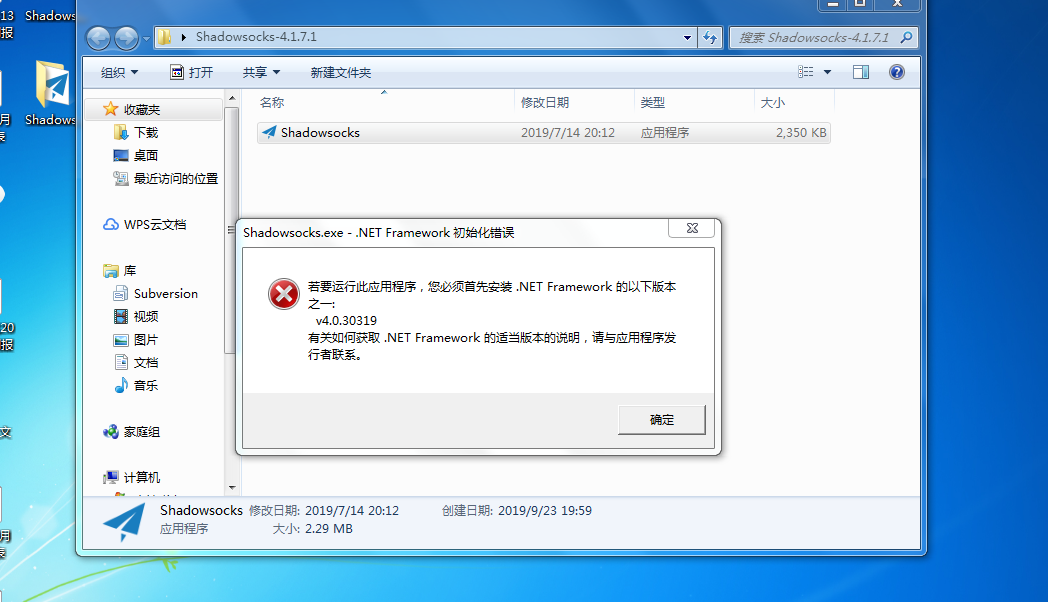 13
Shadows
报
Shadowsocks-4.1.7.1
搜索 Shadowsocks-4.1.7.1
组织 打开 共享 新建文件夹
名称 修改日期 类型 大小
Shadowsocks 2019/7/14 20:12 应用程序 2,350 KB
收藏夹
下载
桌面
最近访问的位置
WPS云文档
库
Subversion
视频
图片
文档
音乐
家庭组
计算机
月
Shadows
表
20
报
文
月
表
Shadowsocks.exe - .NET Framework 初始化错误
若要运行此应用程序，您必须首先安装 .NET Framework 的以下版本
之一:
v4.0.30319
有关如何获取 .NET Framework 的适当版本的说明，请与应用程序发
行者联系。
确定
Shadowsocks 修改日期: 2019/7/14 20:12 创建日期: 2019/9/23 19:59
应用程序 大小: 2.29 MB